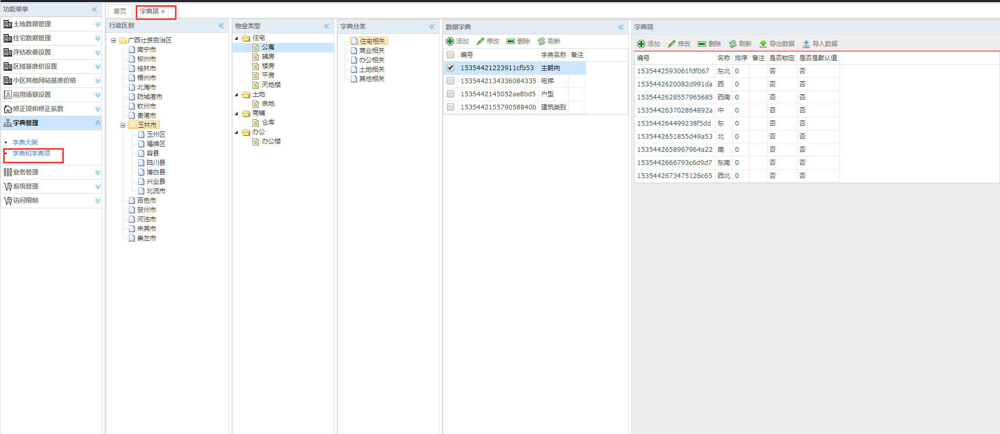 功能菜单
土地数据管理
住宅数据管理
评估收费设置
区域基准价设置
小区其他网站基准价格
应用场景设置
修正项和修正系数
字典管理
字典大类
字典和字典项
业务管理
系统管理
访问限制
首页
字典项
行政区划
广西壮族自治区
南宁市
柳州市
桂林市
梧州市
北海市
防城港市
钦州市
贵港市
玉林市
玉州区
福绵区
容县
陆川县
博白县
兴业县
北流市
百色市
贺州市
河池市
来宾市
崇左市
物业类型
住宅
公寓
辅房
楼房
平房
天地楼
土地
宗地
商铺
仓库
办公
办公楼
字典分类
住宅相关
商业相关
办公相关
土地相关
其他相关
数据字典
添加 修改 删除 刷新
编号 字典名称 备注
15354421223911cfb53 主朝向
1535442134336084335 电梯
1535442145052ae8bd5 户型
153544215579058840b 建筑类别
字典项
添加 修改 删除 刷新 导出数据 导入数据
编号 名称 排序 备注 是否锁定 是否是默认值
1535442593061fdf067 东北 0 否 否
1535442620082d991da 西 0 否 否
1535442628557965685 西南 0 否 否
153544263702864892a 中 0 否 否
153544264499238f5dd 东 0 否 否
1535442651855d49a53 北 0 否 否
1535442658967964a22 南 0 否 否
1535442666793c6d9d7 东南 0 否 否
1535442673475126c65 西北 0 否 否